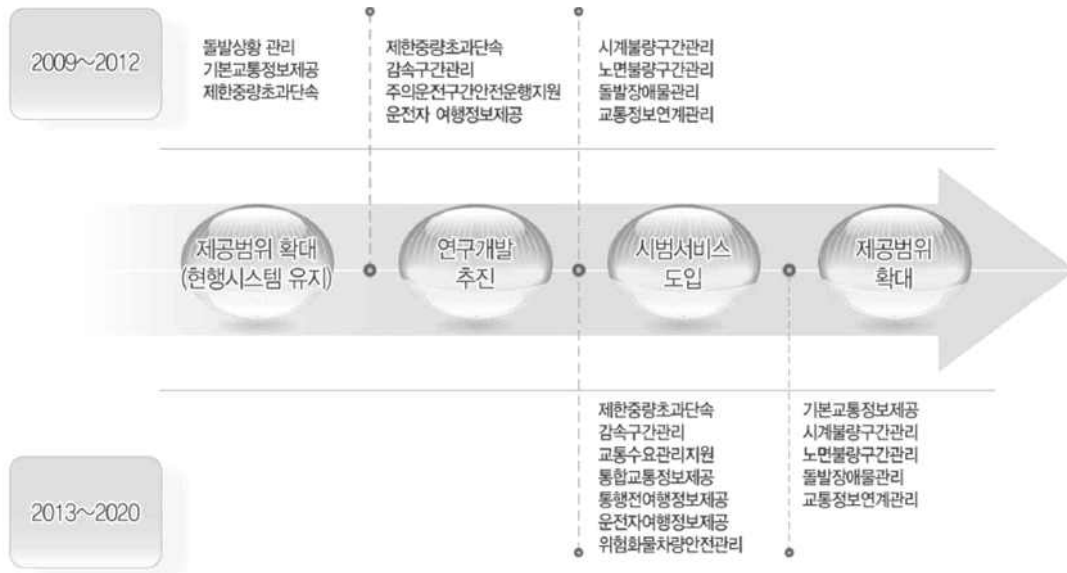 2009~2012
돌발상황 관리
기본교통정보제공
제한중량초과단속
제한중량초과단속
감속구간관리
주의운전구간안전운행지원
운전자 여행정보제공
시계불량구간관리
노면불량구간관리
돌발장애물관리
교통정보연계관리
제공범위 확대
(현행시스템 유지)
연구개발
추진
시범서비스
도입
제공범위
확대
2013~2020
제한중량초과단속
감속구간관리
교통수요관리지원
통합교통정보제공
통행전여행정보제공
운전자여행정보제공
위험화물차량안전관리
기본교통정보제공
시계불량구간관리
노면불량구간관리
돌발장애물관리
교통정보연계관리